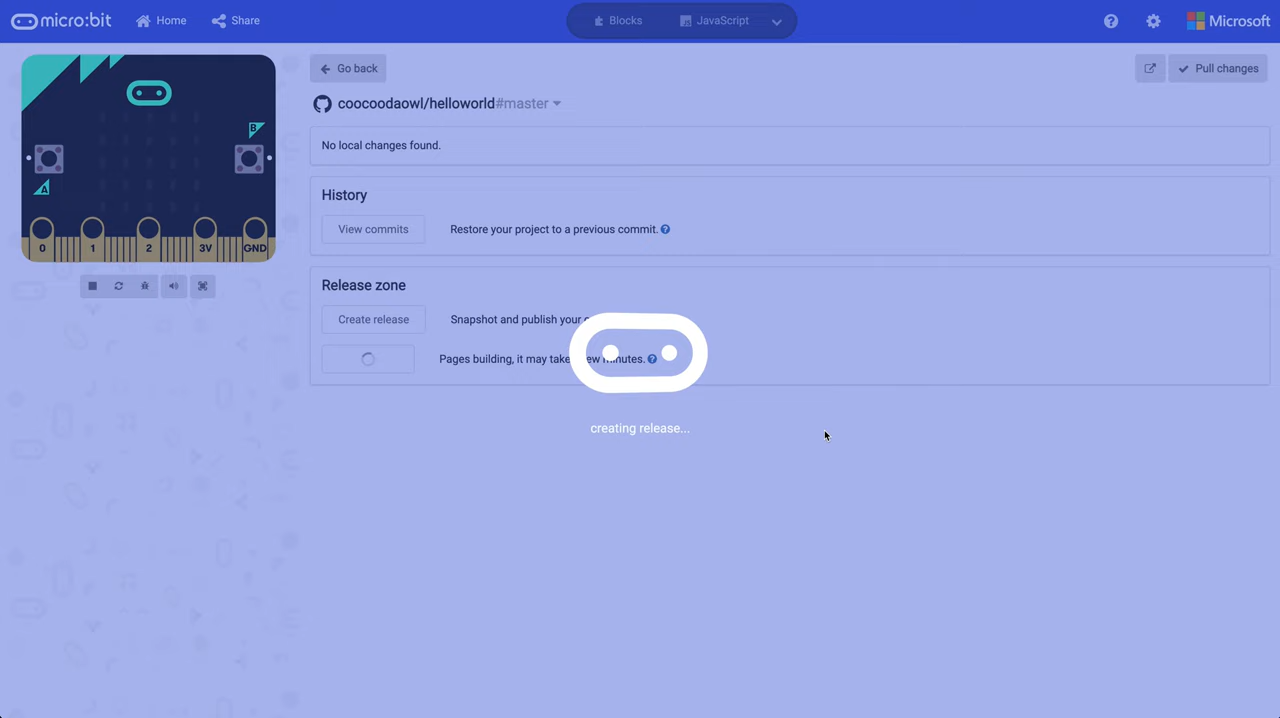 micro:bit Home Share Blocks JavaScript Microsoft
Go back Pull changes
coocoodaowl/helloworld#master
No local changes found.
History
View commits Restore your project to a previous commit.
Release zone
Create release Snapshot and publish your
Pages building, it may take few minutes.
creating release...
A
B
0 1 2 3V GND